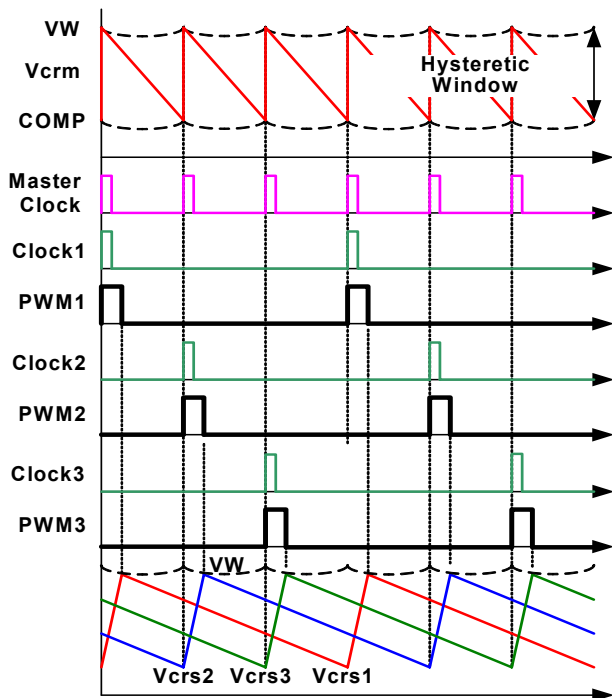 VW
Vcrm
Hysteretic
Window
COMP
Master
Clock
Clock1
PWM1
Clock2
PWM2
Clock3
PWM3
VW
Vcrs2 Vcrs3 Vcrs1